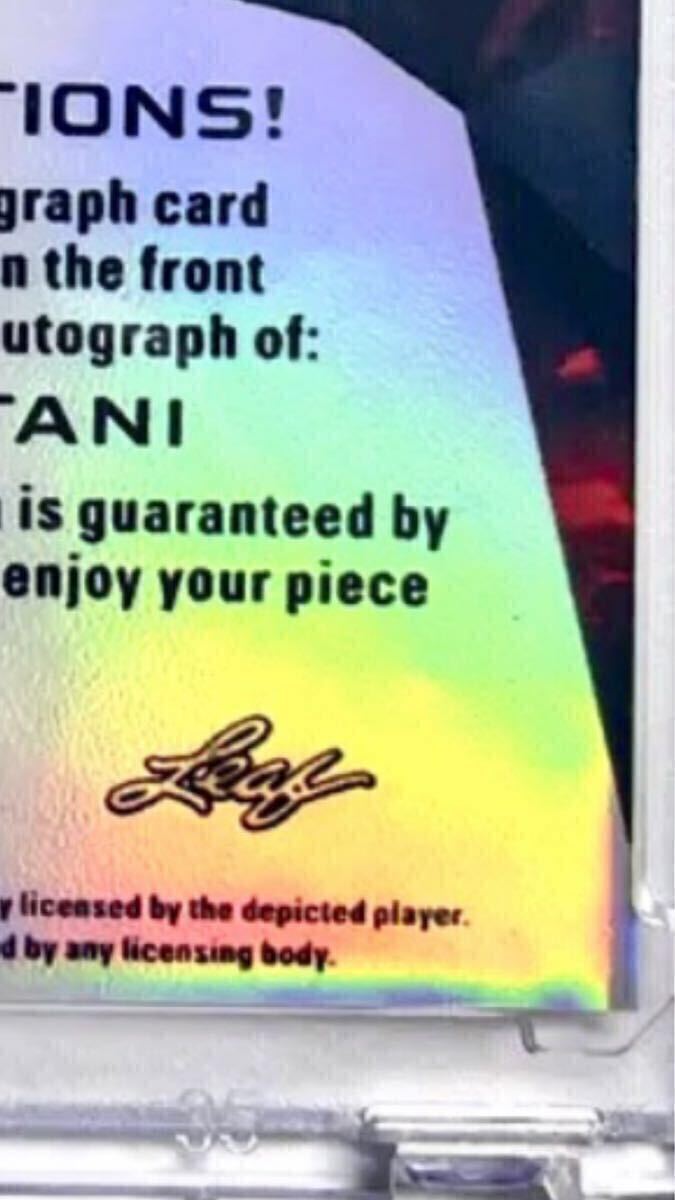 TIONS!
graph card
n the front
utograph of:
TANI
is guaranteed by
enjoy your piece
Leaf
y licensed by the depicted player.
d by any licensing body.
35